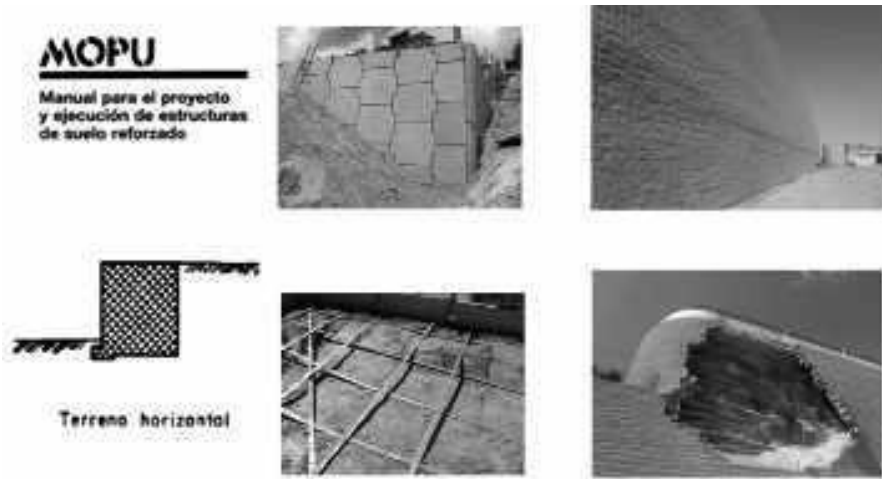 MOPU
Manual para el proyecto
y ejecución de estructuras
de suelo reforzado
Terreno horizontal